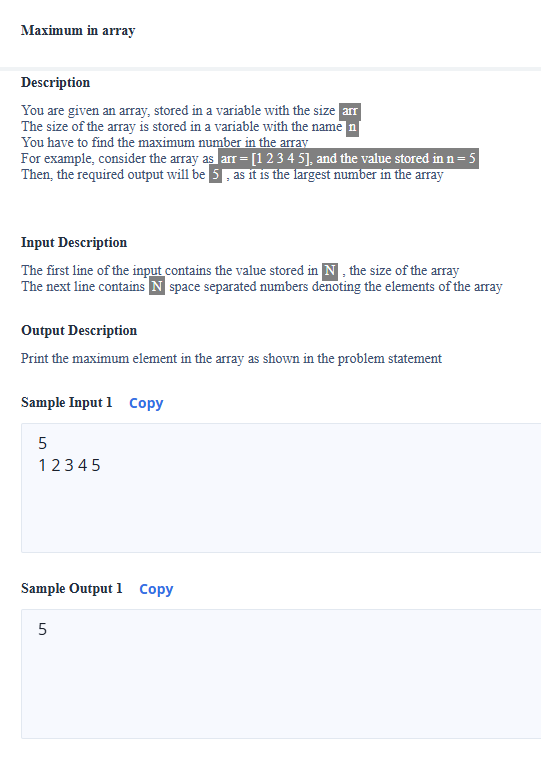 Maximum in array
Description
You are given an array, stored in a variable with the size arr
The size of the array is stored in a variable with the name n
You have to find the maximum number in the array
For example, consider the array as arr = [1 2 3 4 5], and the value stored in n = 5
Then, the required output will be 5 , as it is the largest number in the array
Input Description
The first line of the input contains the value stored in N , the size of the array
The next line contains N space separated numbers denoting the elements of the array
Output Description
Print the maximum element in the array as shown in the problem statement
Sample Input 1 Copy
5
1 2 3 4 5
Sample Output 1 Copy
5